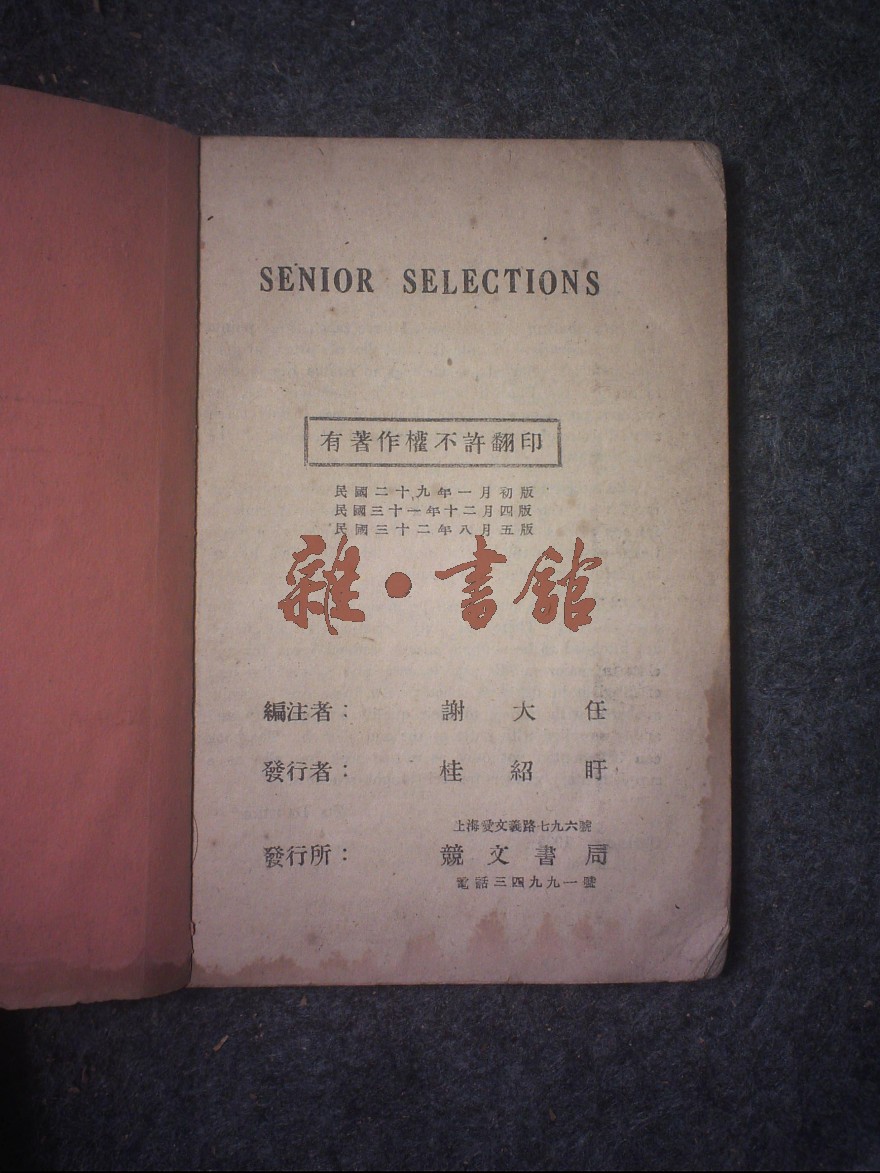 SENIOR SELECTIONS
有著作權不許翻印
民國二十九年一月初版
民國三十一年十二月四版
民國三十二年八月五版
雜·書館
編注者： 謝大任
發行者： 桂紹盱
上海愛文義路七九六號
發行所： 競文書局
電話三四九九一號